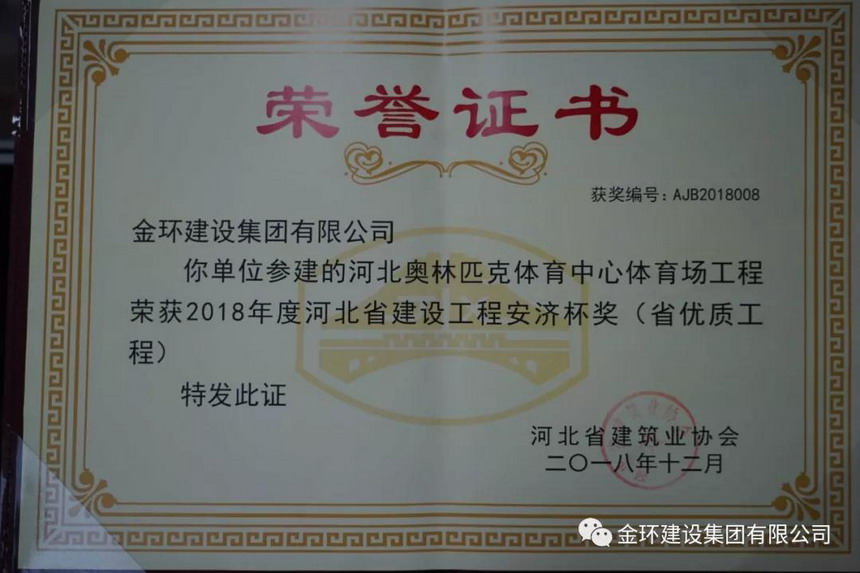 荣誉证书
获奖编号：AJB2018008
金环建设集团有限公司
你单位参建的河北奥林匹克体育中心体育场工程
荣获2018年度河北省建设工程安济杯奖（省优质工
程）
特发此证
河北省建筑业协会
二〇一八年十二月
金环建设集团有限公司